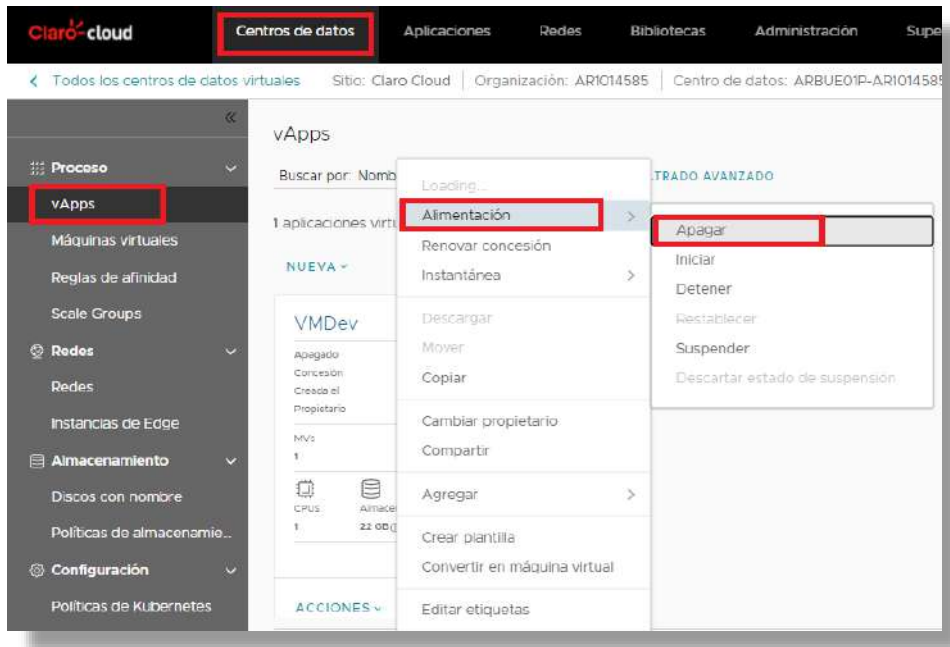 Claro-cloud
Centros de datos
Aplicaciones
Redes
Bibliotecas
Administración
Supe
Todos los centros de datos virtuales
Sitio: Claro Cloud
Organización: AR1014585
Centro de datos: ARBUE01P-AR1014585
Proceso
vApps
Máquinas virtuales
Reglas de afinidad
Scale Groups
Redes
Redes
Instancias de Edge
Almacenamiento
Discos con nombre
Políticas de almacenamie...
Configuración
Políticas de Kubernetes
vApps
Buscar por: Nomb
TRADO AVANZADO
1 aplicaciones virtu
NUEVA
VMDev
Apagado
Concesión
Creada el
Propietario
MVs
1
CPUs
Almace
1
22 GB
ACCIONES
Loading...
Alimentación
Renovar concesión
Instantánea
Descargar
Mover
Copiar
Cambiar propietario
Compartir
Agregar
Crear plantilla
Convertir en máquina virtual
Editar etiquetas
Apagar
Iniciar
Detener
Restablecer
Suspender
Descartar estado de suspensión